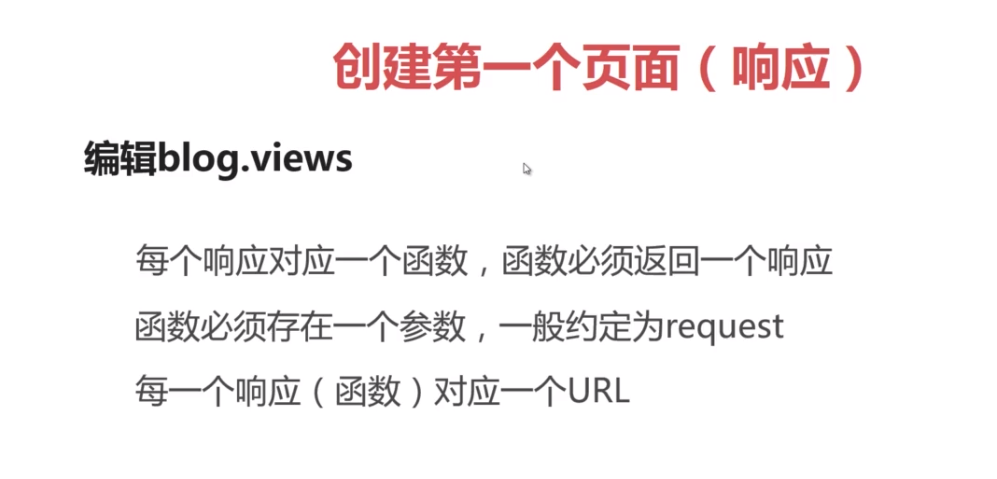 创建第一个页面（响应）
编辑blog.views
每个响应对应一个函数，函数必须返回一个响应
函数必须存在一个参数，一般约定为request
每一个响应（函数）对应一个URL